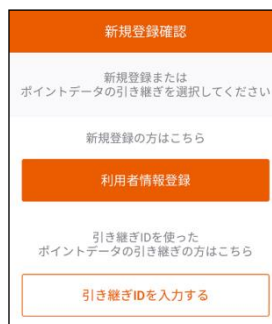 新規登録確認
新規登録または
ポイントデータの引き継ぎを選択してください
新規登録の方はこちら
利用者情報登録
引き継ぎIDを使った
ポイントデータの引き継ぎの方はこちら
引き継ぎIDを入力する